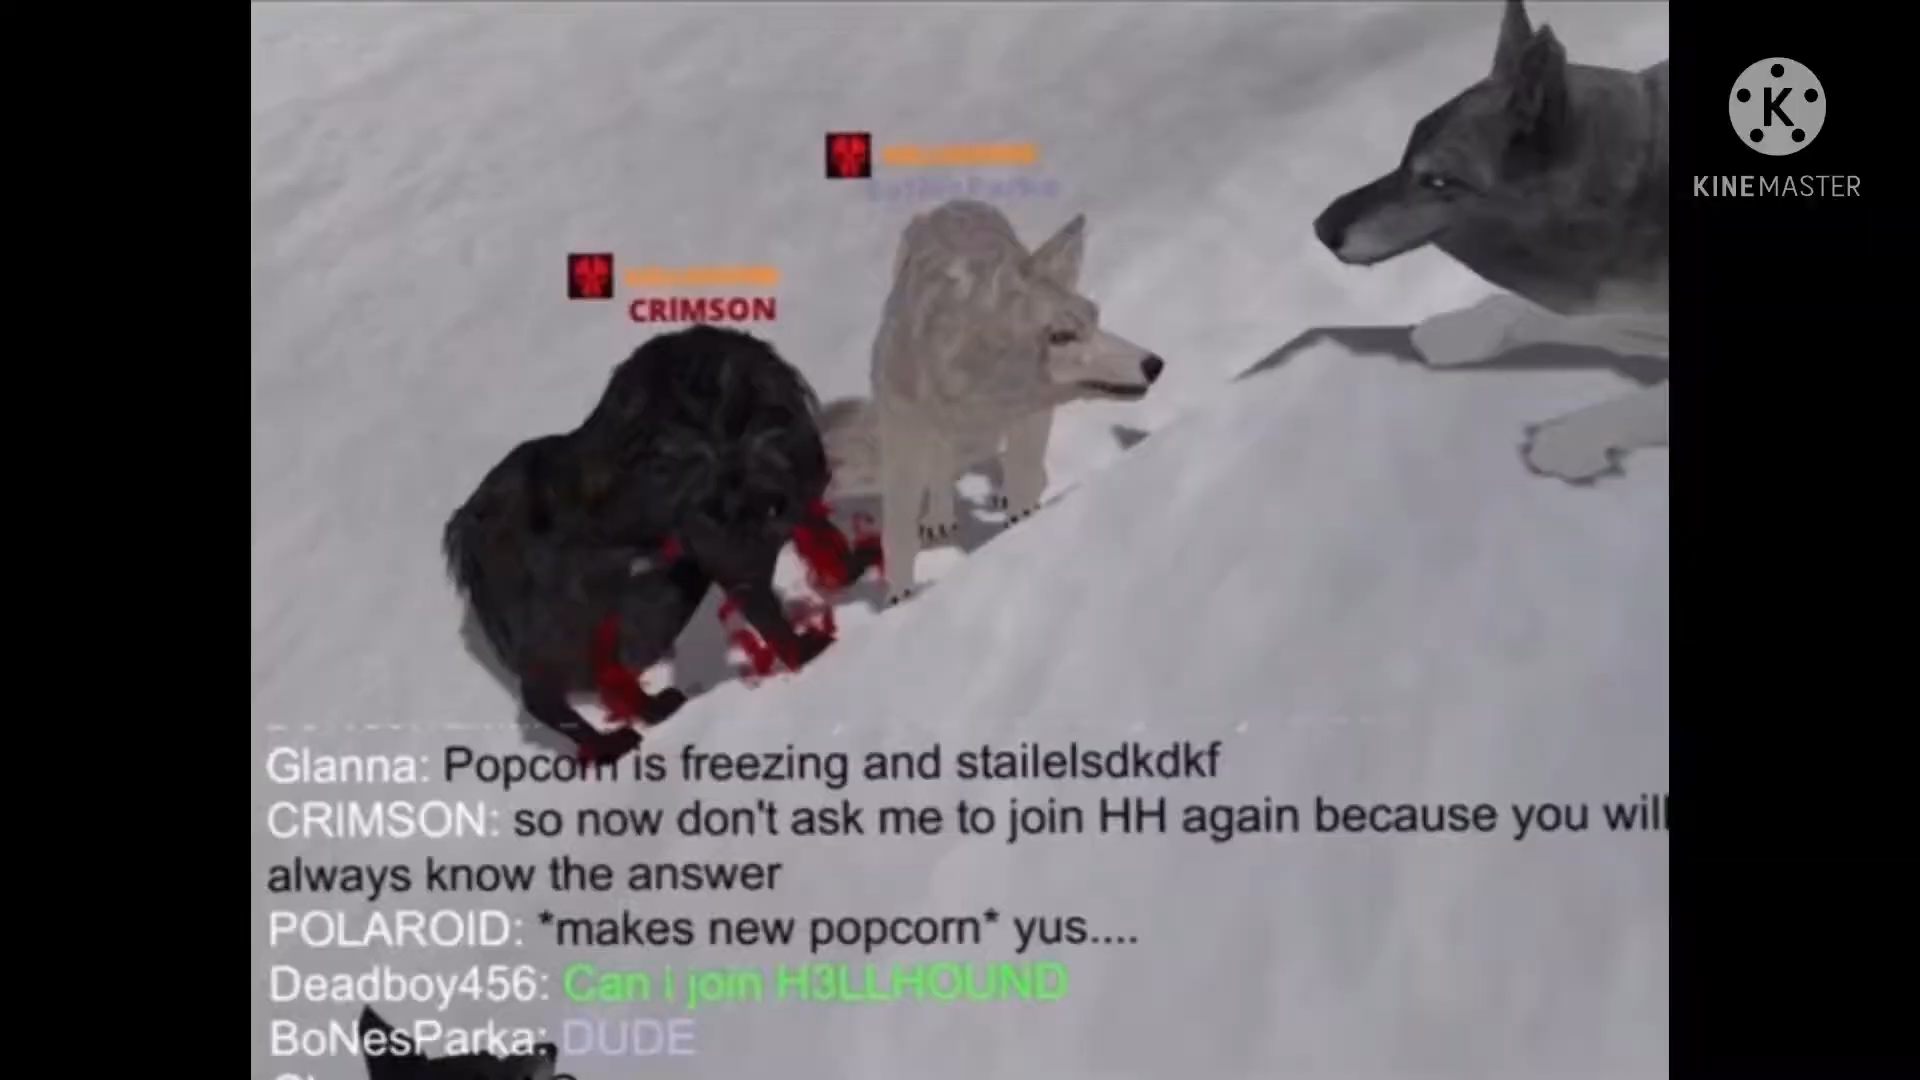 K
KINEMASTER
BoNesParka
CRIMSON
Glanna: Popcorn is freezing and stailelsdkdkf
CRIMSON: so now don't ask me to join HH again because you will
always know the answer
POLAROID: *makes new popcorn* yus....
Deadboy456: Can i join H3LLHOUND
BoNesParka: DUDE